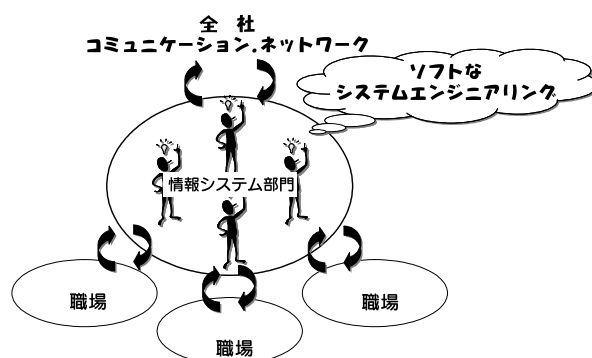 全 社
コミュニケーション.ネットワーク
ソフトな
システムエンジニアリング
情報システム部門
職場
職場
職場